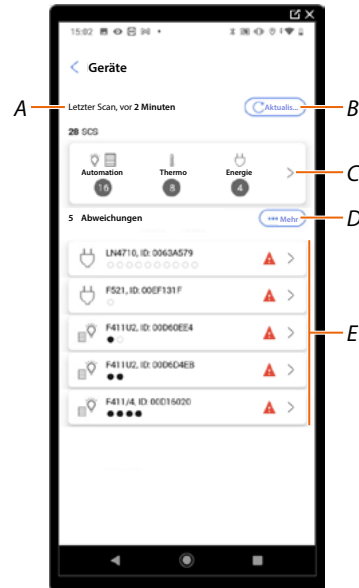 15:02
Geräte
A
Letzter Scan, vor 2 Minuten
Aktualis...
B
28 SCS
Automation
Thermo
Energie
16
8
4
C
5 Abweichungen
Mehr
D
LN4710, ID: 0063A579
F521, ID: 00EF131F
F411U2, ID: 00D60EE4
E
F411U2, ID: 00D6D4EB
F411/4, ID: 00D16020